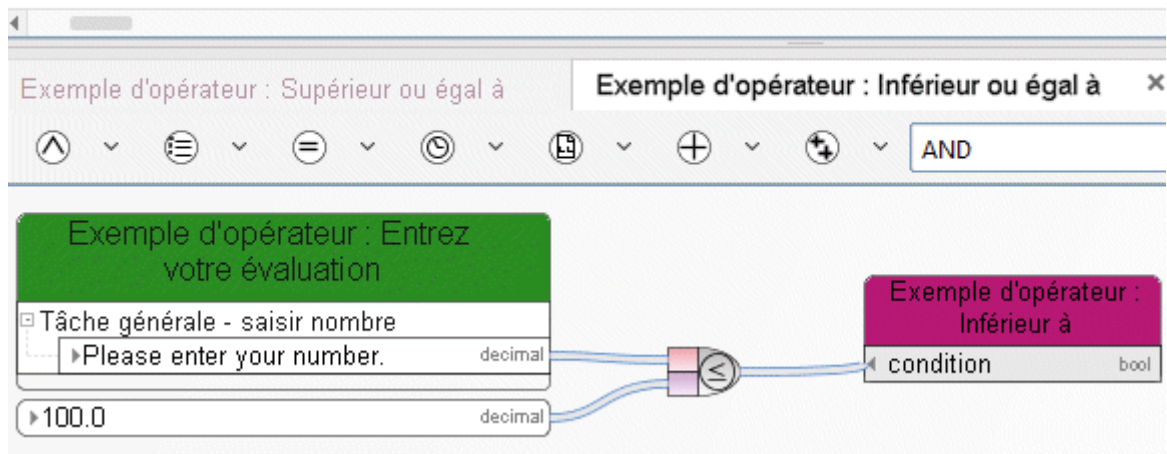 Exemple d'opérateur : Supérieur ou égal à
Exemple d'opérateur : Inférieur ou égal à
AND
Exemple d'opérateur : Entrez
votre évaluation
Tâche générale - saisir nombre
Please enter your number. decimal
100.0 decimal
≤
Exemple d'opérateur :
Inférieur à
condition bool